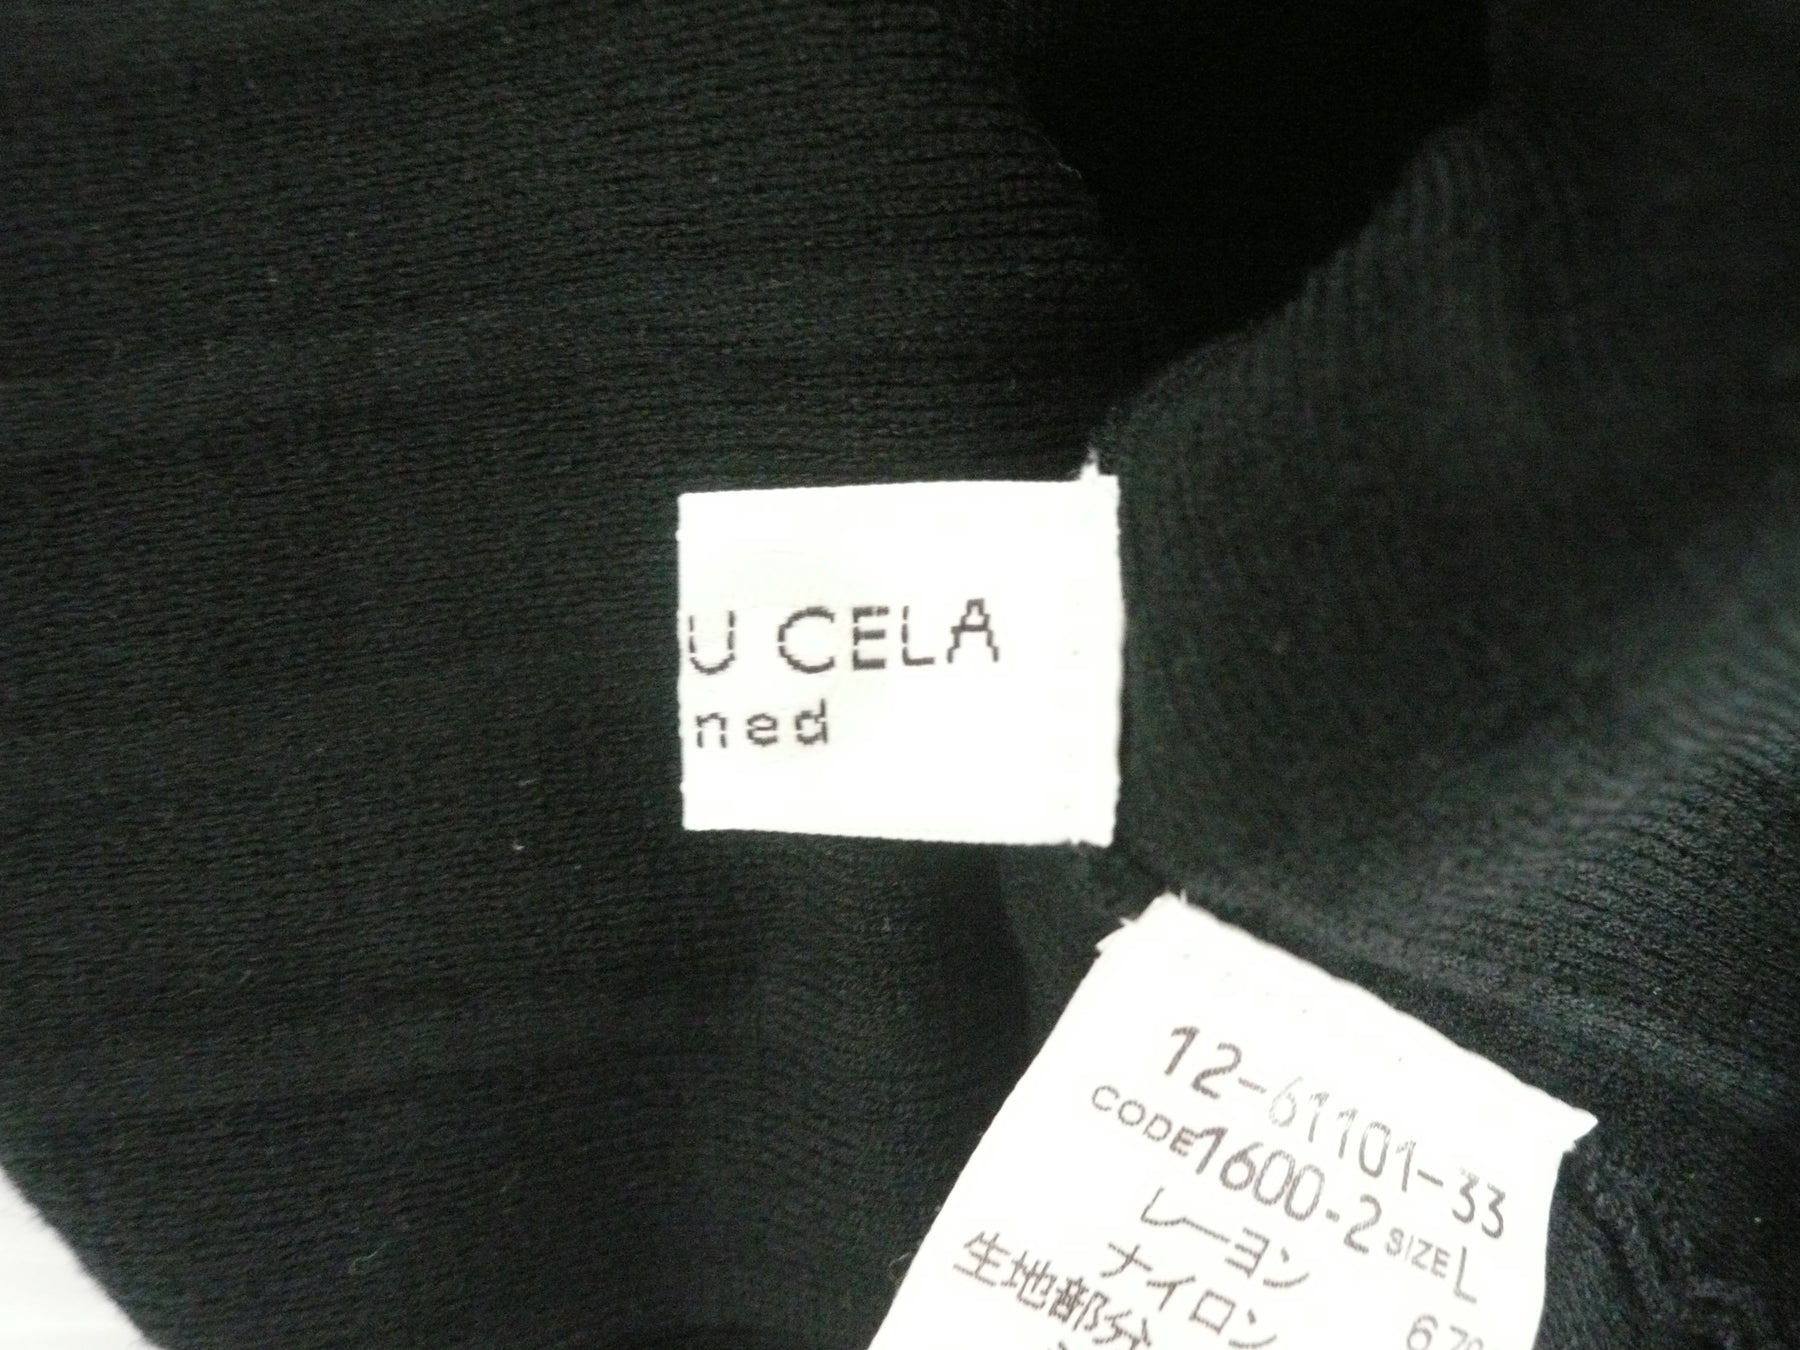 U CELA
ned
12-61101-33
CODE1600-2 SIZE L
レーヨン
ナイロン 67
生地部分